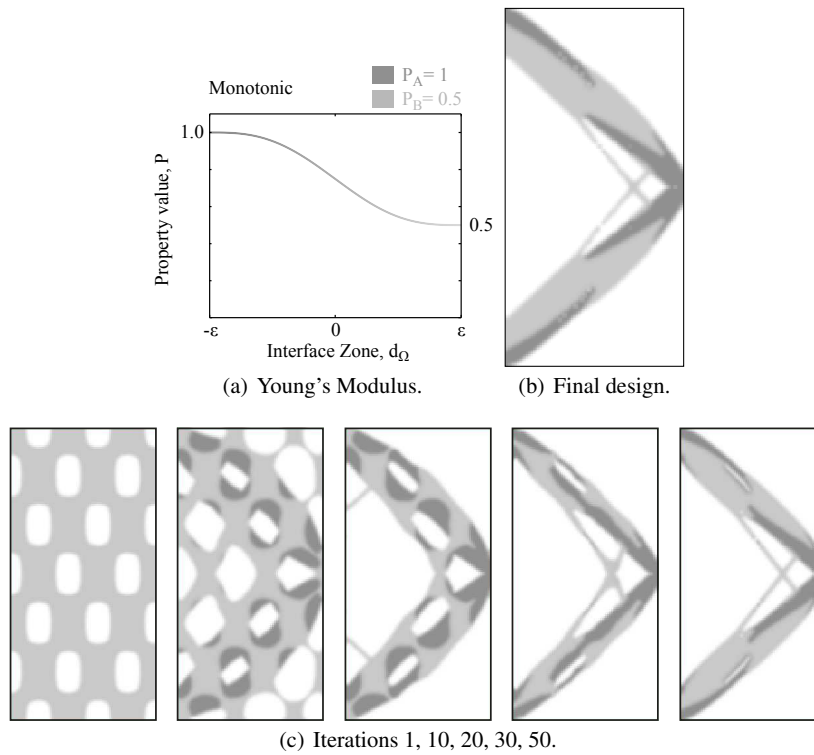 Monotonic
P_A= 1
P_B= 0.5
1.0
0.5
Property value, P
-ε 0 ε
Interface Zone, d_Ω
(a) Young's Modulus.
(b) Final design.
(c) Iterations 1, 10, 20, 30, 50.